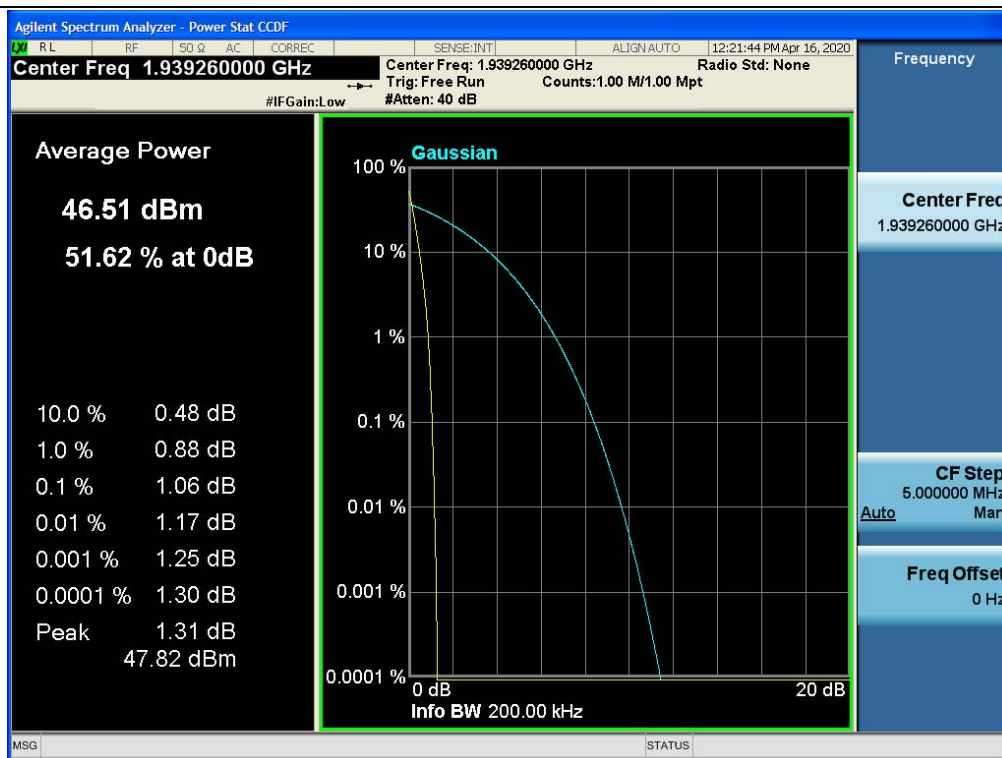 Agilent Spectrum Analyzer - Power Stat CCDF
LXI RL RF 50 Ω AC CORREC SENSE:INT ALIGN AUTO 12:21:44 PM Apr 16, 2020
Center Freq 1.939260000 GHz
Center Freq: 1.939260000 GHz Radio Std: None
Trig: Free Run Counts:1.00 M/1.00 Mpt
#IFGain:Low #Atten: 40 dB
Average Power
46.51 dBm
51.62 % at 0dB
10.0 % 0.48 dB
1.0 % 0.88 dB
0.1 % 1.06 dB
0.01 % 1.17 dB
0.001 % 1.25 dB
0.0001 % 1.30 dB
Peak 1.31 dB
47.82 dBm
Gaussian
100 %
10 %
1 %
0.1 %
0.01 %
0.001 %
0.0001 %
0 dB 20 dB
Info BW 200.00 kHz
Frequency
Center Freq
1.939260000 GHz
CF Step
5.000000 MHz
Auto Man
Freq Offset
0 Hz
MSG STATUS